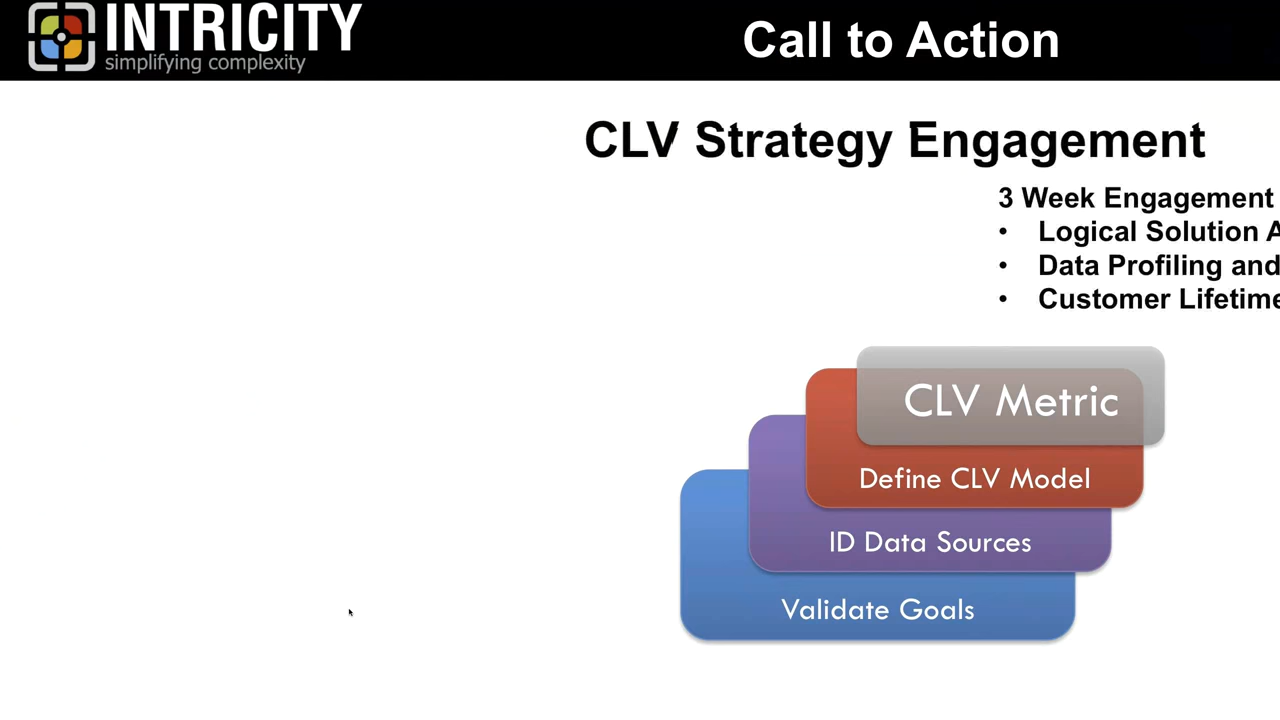 INTRICITY
simplifying complexity
Call to Action
CLV Strategy Engagement
3 Week Engagement
• Logical Solution
• Data Profiling and
• Customer Lifetime
CLV Metric
Define CLV Model
ID Data Sources
Validate Goals